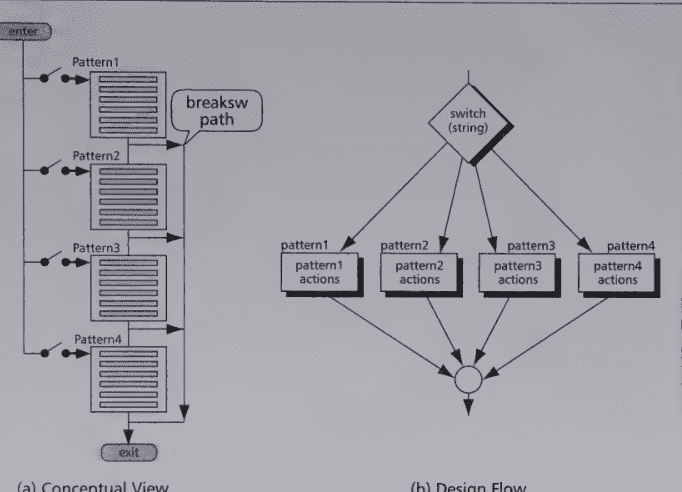 enter
Pattern1
breaksw
path
Pattern2
Pattern3
Pattern4
exit
(a) Conceptual View
switch
(string)
pattern1
pattern2
pattern3
pattern4
pattern1
actions
pattern2
actions
pattern3
actions
pattern4
actions
(b) Design Flow